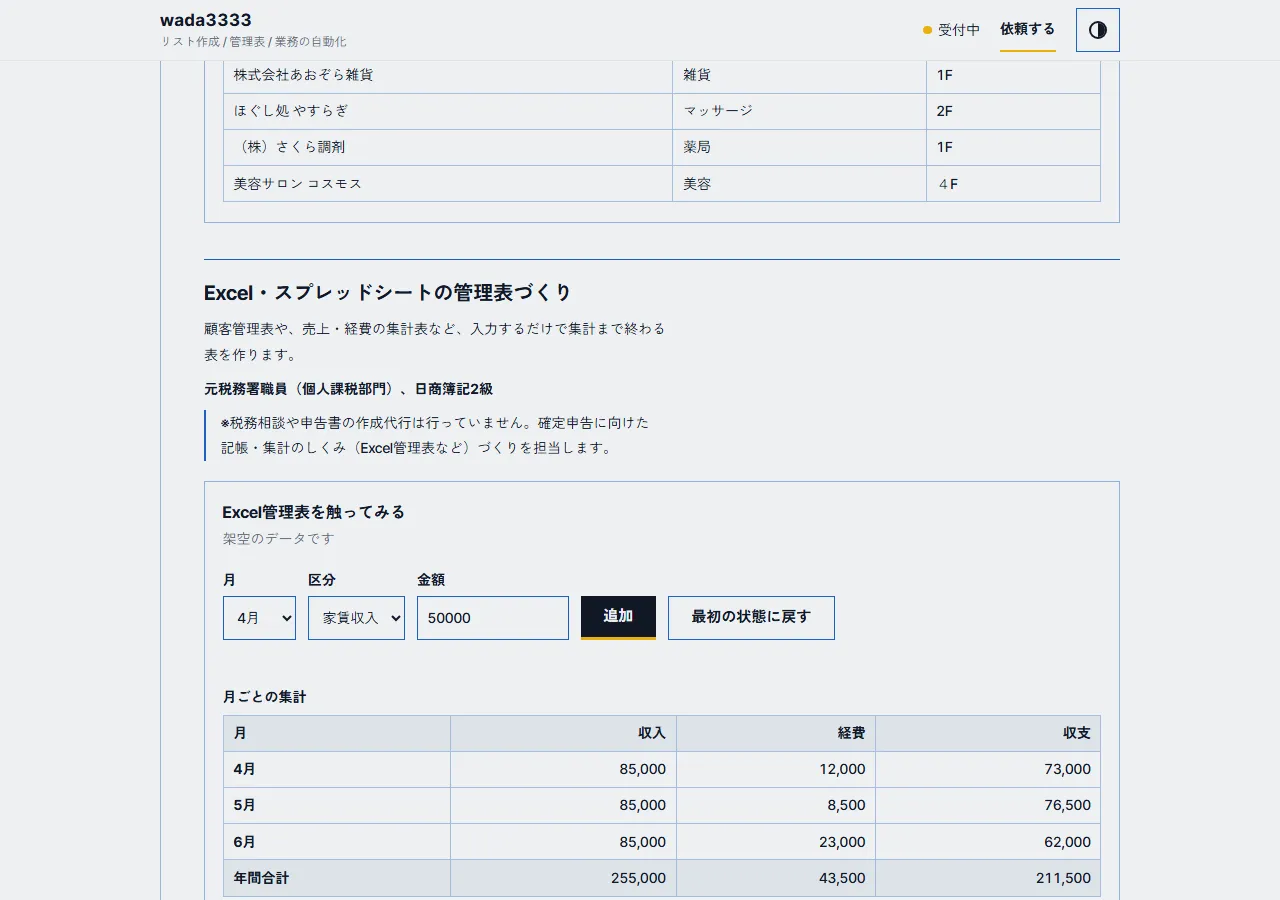 wada3333
リスト作成 / 管理表 / 業務の自動化
受付中
依頼する
株式会社あおぞら雑貨 雑貨 1F
ほぐし処 やすらぎ マッサージ 2F
（株）さくら調剤 薬局 1F
美容サロン コスモス 美容 ４F
Excel・スプレッドシートの管理表づくり
顧客管理表や、売上・経費の集計表など、入力するだけで集計まで終わる
表を作ります。
元税務署職員（個人課税部門）、日商簿記2級
※税務相談や申告書の作成代行は行っていません。確定申告に向けた
記帳・集計のしくみ（Excel管理表など）づくりを担当します。
Excel管理表を触ってみる
架空のデータです
月 区分 金額
4月 家賃収入 50000 追加 最初の状態に戻す
月ごとの集計
月 収入 経費 収支
4月 85,000 12,000 73,000
5月 85,000 8,500 76,500
6月 85,000 23,000 62,000
年間合計 255,000 43,500 211,500